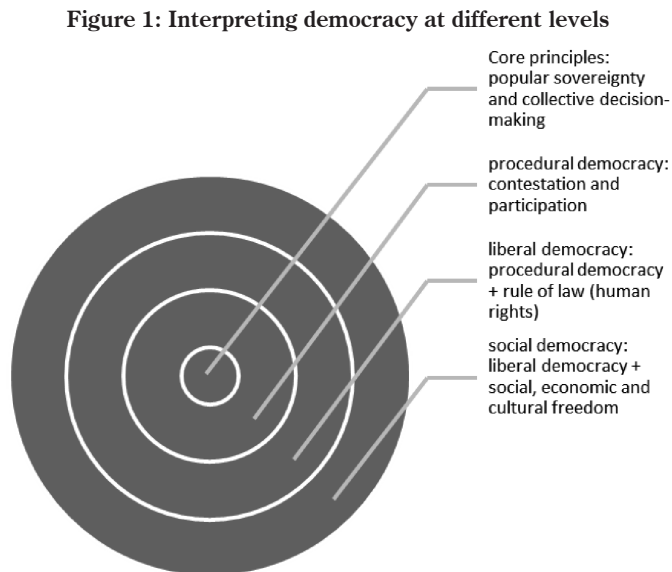 Figure 1: Interpreting democracy at different levels
Core principles:
popular sovereignty
and collective decision-
making
procedural democracy:
contestation and
participation
liberal democracy:
procedural democracy
+ rule of law (human
rights)
social democracy:
liberal democracy +
social, economic and
cultural freedom